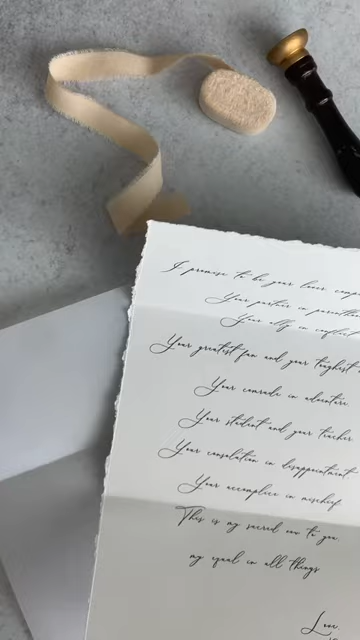 I promise to be your lover
Your partner in
Your ally in conflict
Your greatest fan and your toughest
Your comrade in adventure
Your student and your teacher
Your consolation in disappointment
Your accomplice in mischief
This is my sacred vow to you,
my equal in all things
Love,